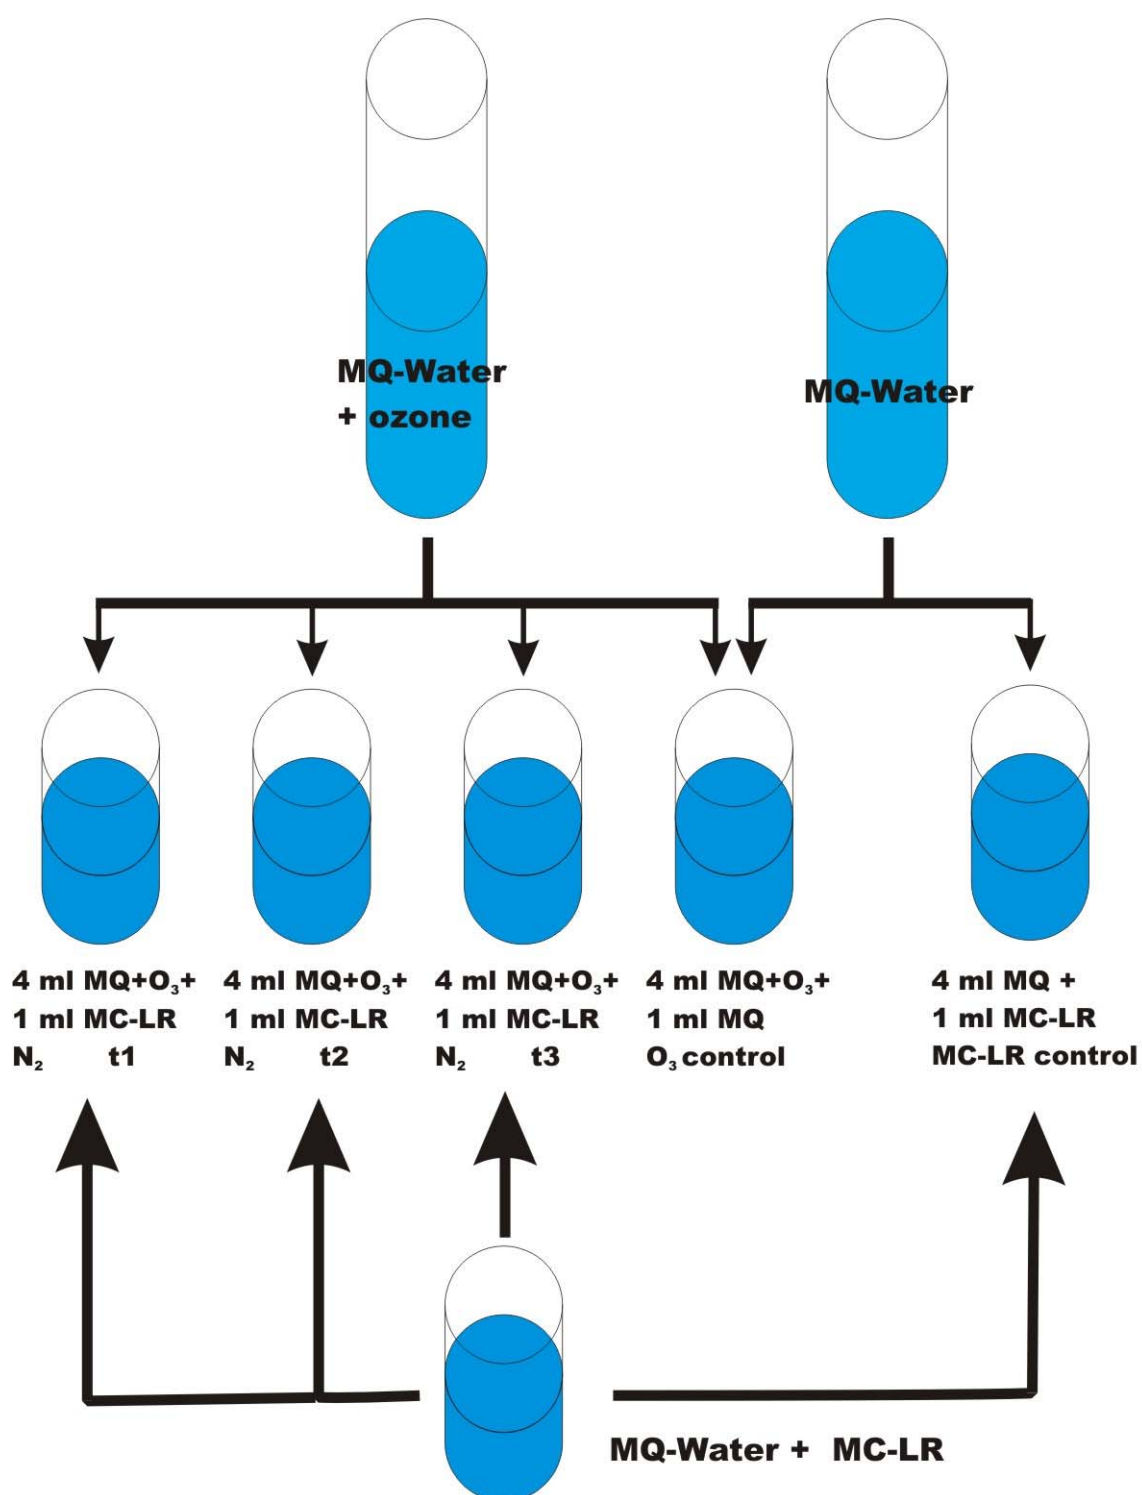 MQ-Water
+ ozone
MQ-Water
4 ml MQ+O₃+
1 ml MC-LR
N₂ t1
4 ml MQ+O₃+
1 ml MC-LR
N₂ t2
4 ml MQ+O₃+
1 ml MC-LR
N₂ t3
4 ml MQ+O₃+
1 ml MQ
O₃ control
4 ml MQ +
1 ml MC-LR
MC-LR control
MQ-Water + MC-LR